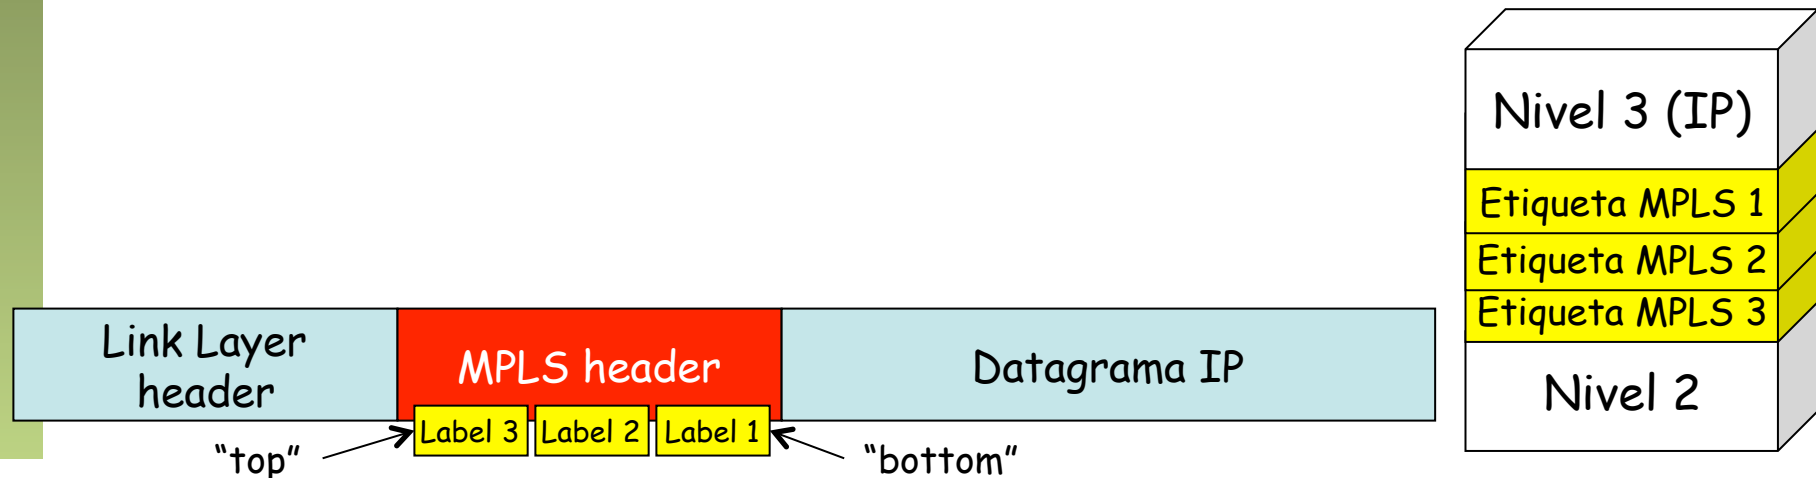 Nivel 3 (IP)
Etiqueta MPLS 1
Etiqueta MPLS 2
Etiqueta MPLS 3
Nivel 2
Link Layer
header
MPLS header
Datagrama IP
Label 3
Label 2
Label 1
“top”
“bottom”